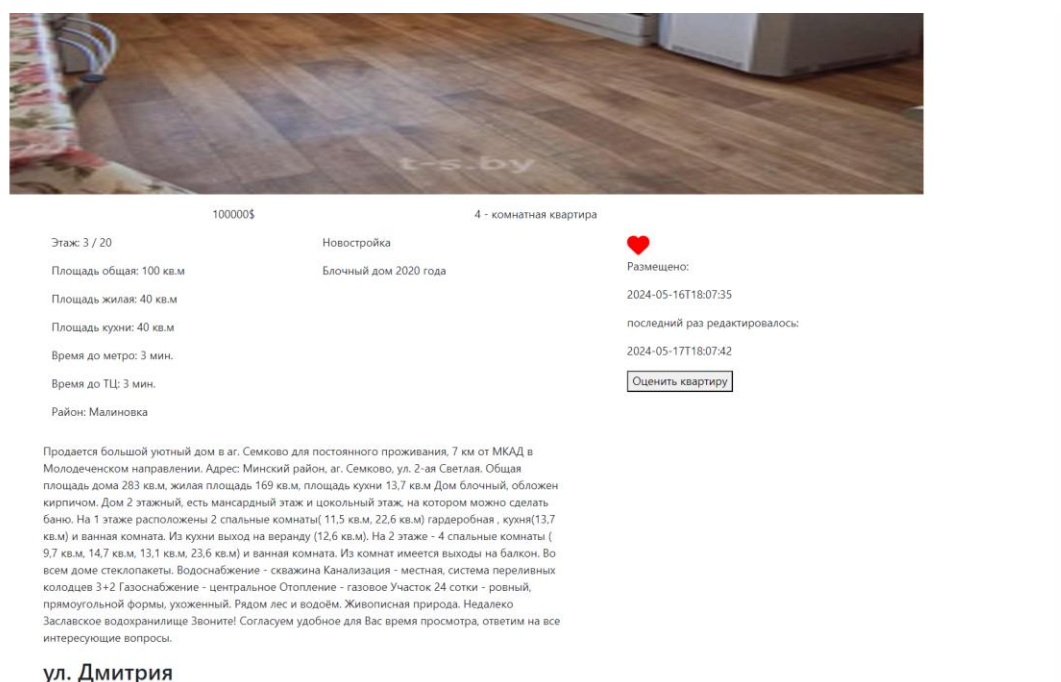 t-s.by
100000$
4 - комнатная квартира
Этаж: 3 / 20
Площадь общая: 100 кв.м
Площадь жилая: 40 кв.м
Площадь кухни: 40 кв.м
Время до метро: 3 мин.
Время до ТЦ: 3 мин.
Район: Малиновка
Новостройка
Блочный дом 2020 года
Размещено:
2024-05-16T18:07:35
последний раз редактировалось:
2024-05-17T18:07:42
Оценить квартиру
Продается большой уютный дом в аг. Семково для постоянного проживания, 7 км от МКАД в
Молодеченском направлении. Адрес: Минский район, аг. Семково, ул. 2-ая Светлая. Общая
площадь дома 283 кв.м, жилая площадь 169 кв.м, площадь кухни 13,7 кв.м Дом блочный, обложен
кирпичом. Дом 2 этажный, есть мансардный этаж и цокольный этаж, на котором можно сделать
баню. На 1 этаже расположены 2 спальные комнаты( 11,5 кв.м, 22,6 кв.м) гардеробная , кухня(13,7
кв.м) и ванная комната. Из кухни выход на веранду (12,6 кв.м). На 2 этаже - 4 спальные комнаты (
9,7 кв.м, 14,7 кв.м, 13,1 кв.м, 23,6 кв.м) и ванная комната. Из комнат имеется выходы на балкон. Во
всем доме стеклопакеты. Водоснабжение - скважина Канализация - местная, система переливных
колодцев 3+2 Газоснабжение - центральное Отопление - газовое Участок 24 сотки - ровный,
прямоугольной формы, ухоженный. Рядом лес и водоём. Живописная природа. Недалеко
Заславское водохранилище Звоните! Согласуем удобное для Вас время просмотра, ответим на все
интересующие вопросы.
ул. Дмитрия